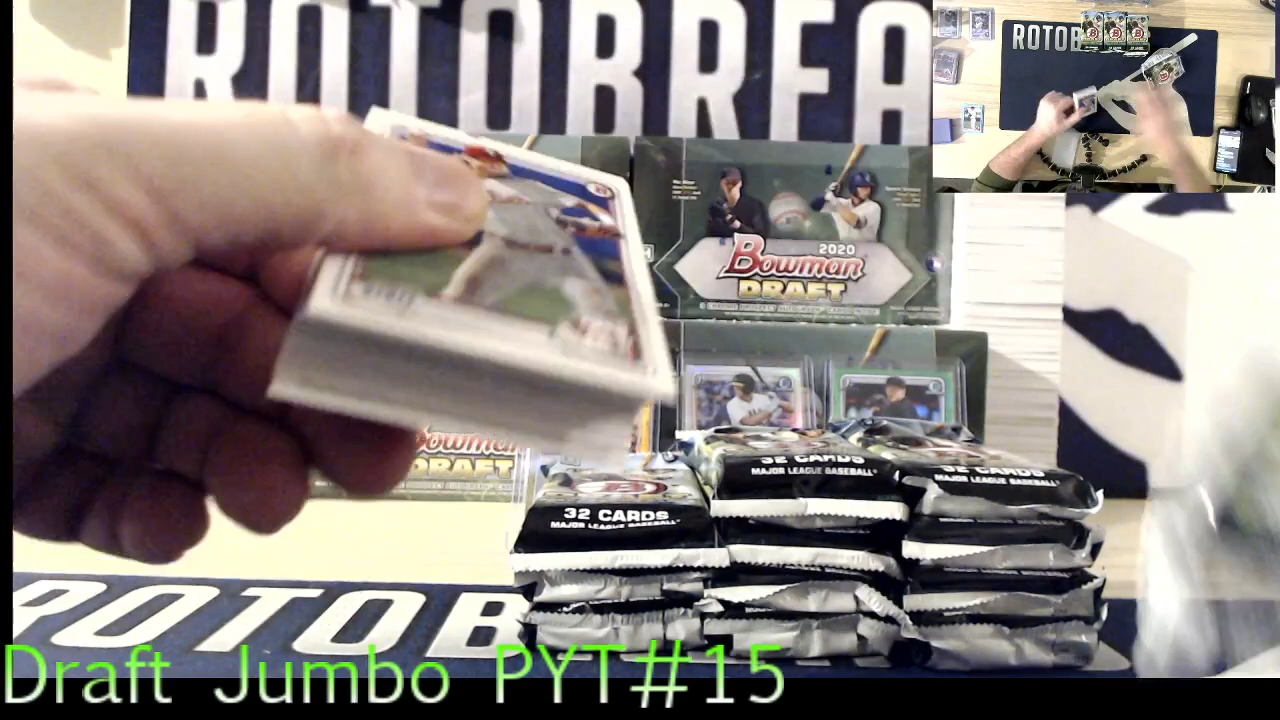 ROTOBREA
ROTOB
2020
Bowman
DRAFT
Bowman
DRAFT
32 CARDS
MAJOR LEAGUE BASEBALL
32 CARDS
MAJOR LEAGUE BASEBALL
32 CARDS
MAJOR LEAGUE BASEBALL
ROTOB
Draft Jumbo PYT#15